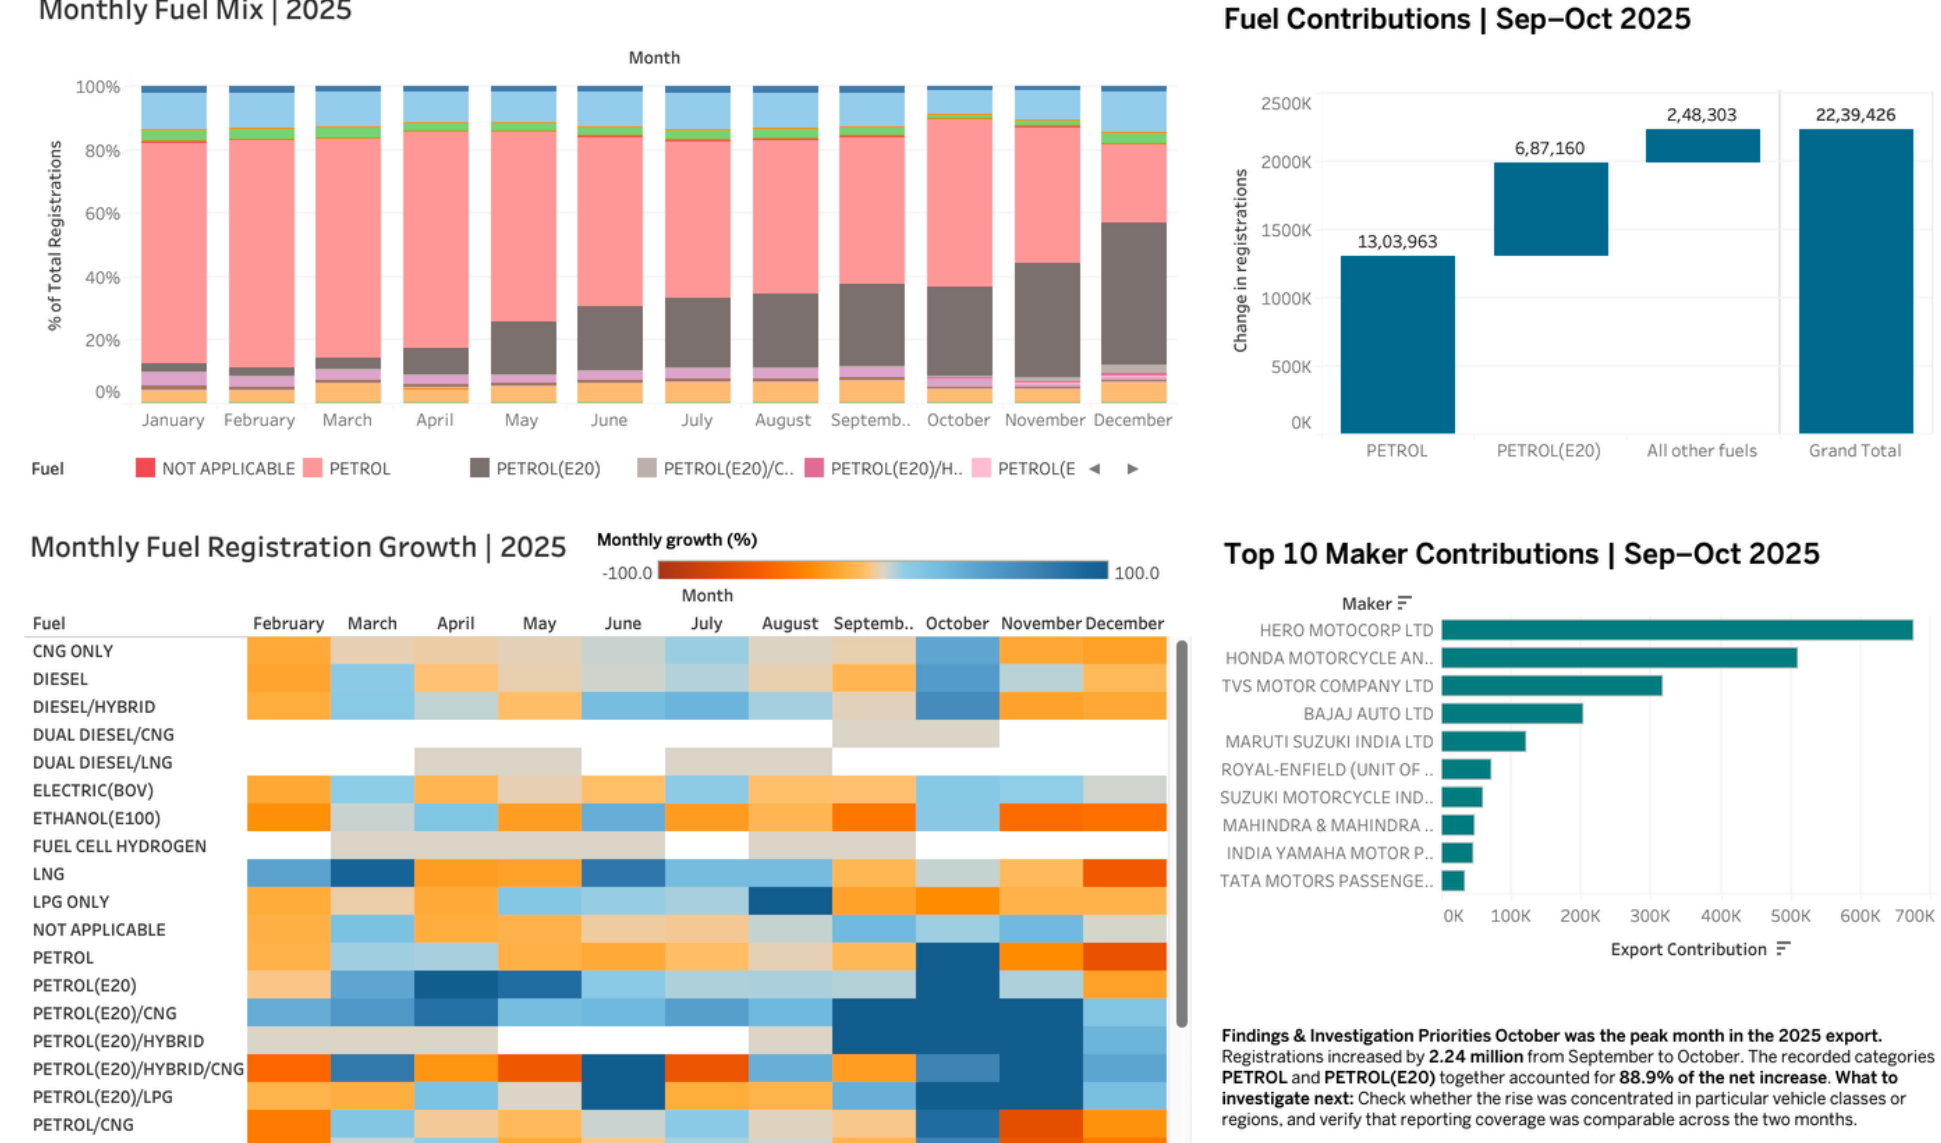 Monthly Fuel Mix | 2025
Month
% of Total Registrations
100%
80%
60%
40%
20%
0%
January February March April May June July August Septemb.. October November December
Fuel NOT APPLICABLE PETROL PETROL(E20) PETROL(E20)/C.. PETROL(E20)/H.. PETROL(E
Fuel Contributions | Sep–Oct 2025
Change in registrations
2500K
2000K
1500K
1000K
500K
0K
13,03,963
6,87,160
2,48,303
22,39,426
PETROL PETROL(E20) All other fuels Grand Total
Monthly Fuel Registration Growth | 2025
Monthly growth (%)
-100.0 100.0
Month
Fuel February March April May June July August Septemb.. October November December
CNG ONLY
DIESEL
DIESEL/HYBRID
DUAL DIESEL/CNG
DUAL DIESEL/LNG
ELECTRIC(BOV)
ETHANOL(E100)
FUEL CELL HYDROGEN
LNG
LPG ONLY
NOT APPLICABLE
PETROL
PETROL(E20)
PETROL(E20)/CNG
PETROL(E20)/HYBRID
PETROL(E20)/HYBRID/CNG
PETROL(E20)/LPG
PETROL/CNG
Top 10 Maker Contributions | Sep–Oct 2025
Maker
HERO MOTOCORP LTD
HONDA MOTORCYCLE AN..
TVS MOTOR COMPANY LTD
BAJAJ AUTO LTD
MARUTI SUZUKI INDIA LTD
ROYAL-ENFIELD (UNIT OF ..
SUZUKI MOTORCYCLE IND..
MAHINDRA & MAHINDRA ..
INDIA YAMAHA MOTOR P..
TATA MOTORS PASSENGE..
0K 100K 200K 300K 400K 500K 600K 700K
Export Contribution
Findings & Investigation Priorities October was the peak month in the 2025 export.
Registrations increased by 2.24 million from September to October. The recorded categories
PETROL and PETROL(E20) together accounted for 88.9% of the net increase. What to
investigate next: Check whether the rise was concentrated in particular vehicle classes or
regions, and verify that reporting coverage was comparable across the two months.